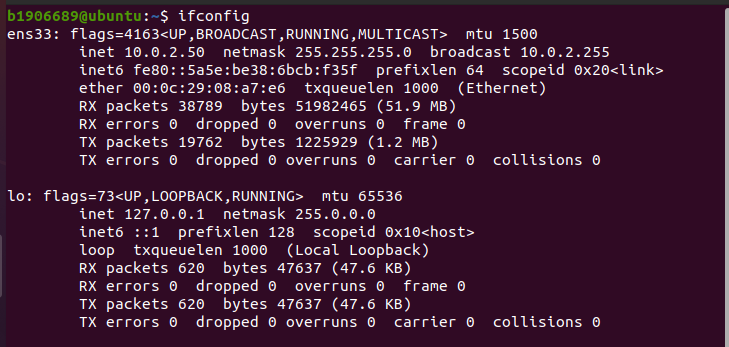 b1906689@ubuntu:~$ ifconfig
ens33: flags=4163<UP,BROADCAST,RUNNING,MULTICAST>  mtu 1500
        inet 10.0.2.50  netmask 255.255.255.0  broadcast 10.0.2.255
        inet6 fe80::5a5e:be38:6bcb:f35f  prefixlen 64  scopeid 0x20<link>
        ether 00:0c:29:08:a7:e6  txqueuelen 1000  (Ethernet)
        RX packets 38789  bytes 51982465 (51.9 MB)
        RX errors 0  dropped 0  overruns 0  frame 0
        TX packets 19762  bytes 1225929 (1.2 MB)
        TX errors 0  dropped 0 overruns 0  carrier 0  collisions 0

lo: flags=73<UP,LOOPBACK,RUNNING>  mtu 65536
        inet 127.0.0.1  netmask 255.0.0.0
        inet6 ::1  prefixlen 128  scopeid 0x10<host>
        loop  txqueuelen 1000  (Local Loopback)
        RX packets 620  bytes 47637 (47.6 KB)
        RX errors 0  dropped 0  overruns 0  frame 0
        TX packets 620  bytes 47637 (47.6 KB)
        TX errors 0  dropped 0 overruns 0  carrier 0  collisions 0